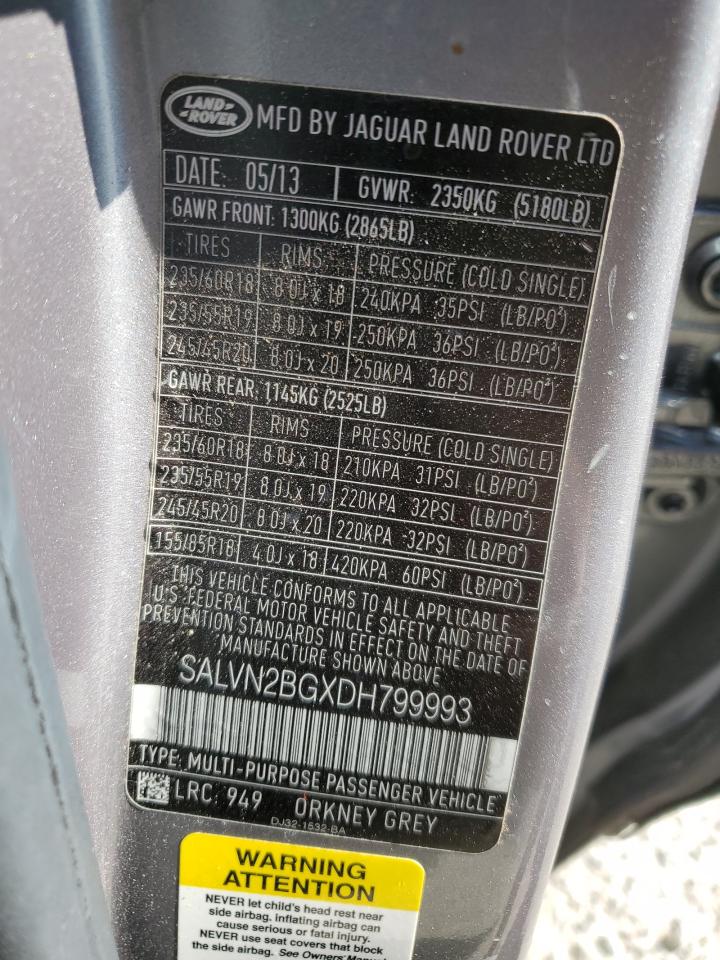 LAND ROVER MFD BY JAGUAR LAND ROVER LTD
DATE: 05/13 GVWR: 2350KG (5180LB)
GAWR FRONT: 1300KG (2865LB)
TIRES RIMS PRESSURE (COLD SINGLE)
235/60R18 8.0J x 18 240KPA 35PSI (LB/PO²)
235/55R19 8.0J x 19 250KPA 36PSI (LB/PO²)
245/45R20 8.0J x 20 250KPA 36PSI (LB/PO²)
GAWR REAR: 1145KG (2525LB)
TIRES RIMS PRESSURE (COLD SINGLE)
235/60R18 8.0J x 18 210KPA 31PSI (LB/PO²)
235/55R19 8.0J x 19 220KPA 32PSI (LB/PO²)
245/45R20 8.0J x 20 220KPA 32PSI (LB/PO²)
155/85R18 4.0J x 18 420KPA 60PSI (LB/PO²)
THIS VEHICLE CONFORMS TO ALL APPLICABLE
U.S. FEDERAL MOTOR VEHICLE SAFETY AND THEFT
PREVENTION STANDARDS IN EFFECT ON THE DATE OF
MANUFACTURE SHOWN ABOVE
SALVN2BGXDH799993
TYPE: MULTI-PURPOSE PASSENGER VEHICLE
LRC: 949 ORKNEY GREY
DJ32-1532-BA
WARNING
ATTENTION
NEVER let child's head rest near
side airbag. inflating airbag can
cause serious or fatal injury.
NEVER use seat covers that block
the side airbag. See Owners Manual